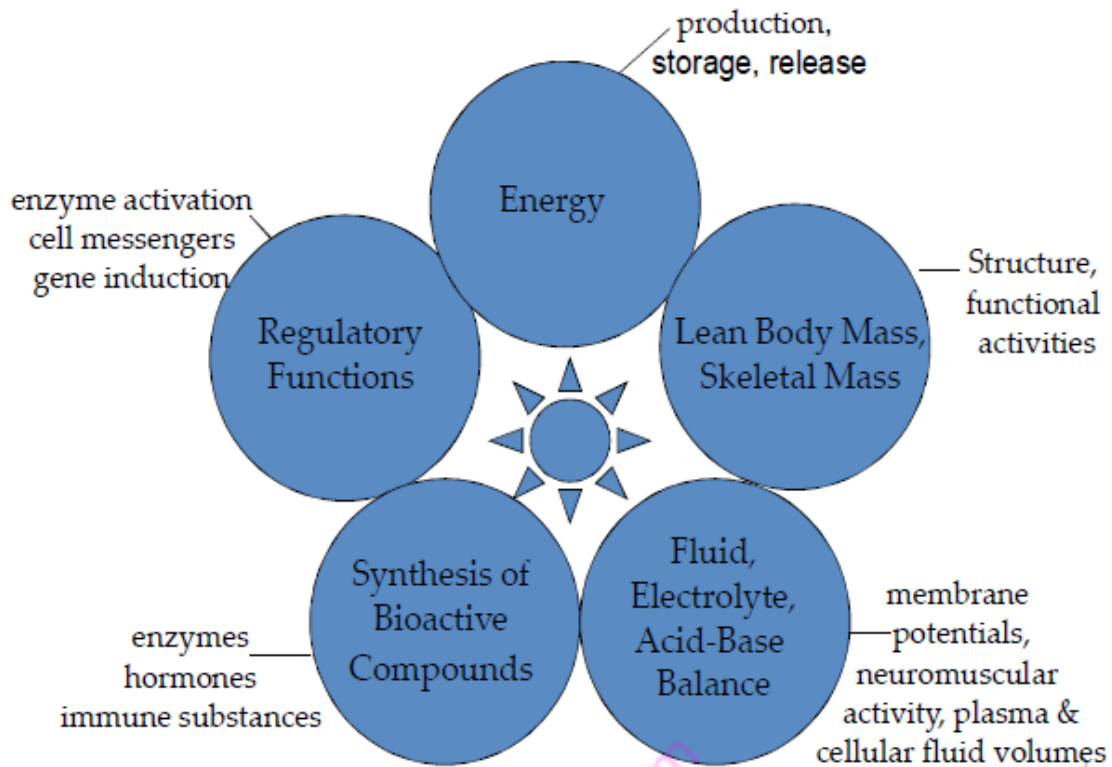 production,
storage, release
Energy
enzyme activation
cell messengers
gene induction
Regulatory
Functions
Structure,
functional
activities
Lean Body Mass,
Skeletal Mass
Synthesis of
Bioactive
Compounds
enzymes
hormones
immune substances
Fluid,
Electrolyte,
Acid-Base
Balance
membrane
potentials,
neuromuscular
activity, plasma &
cellular fluid volumes